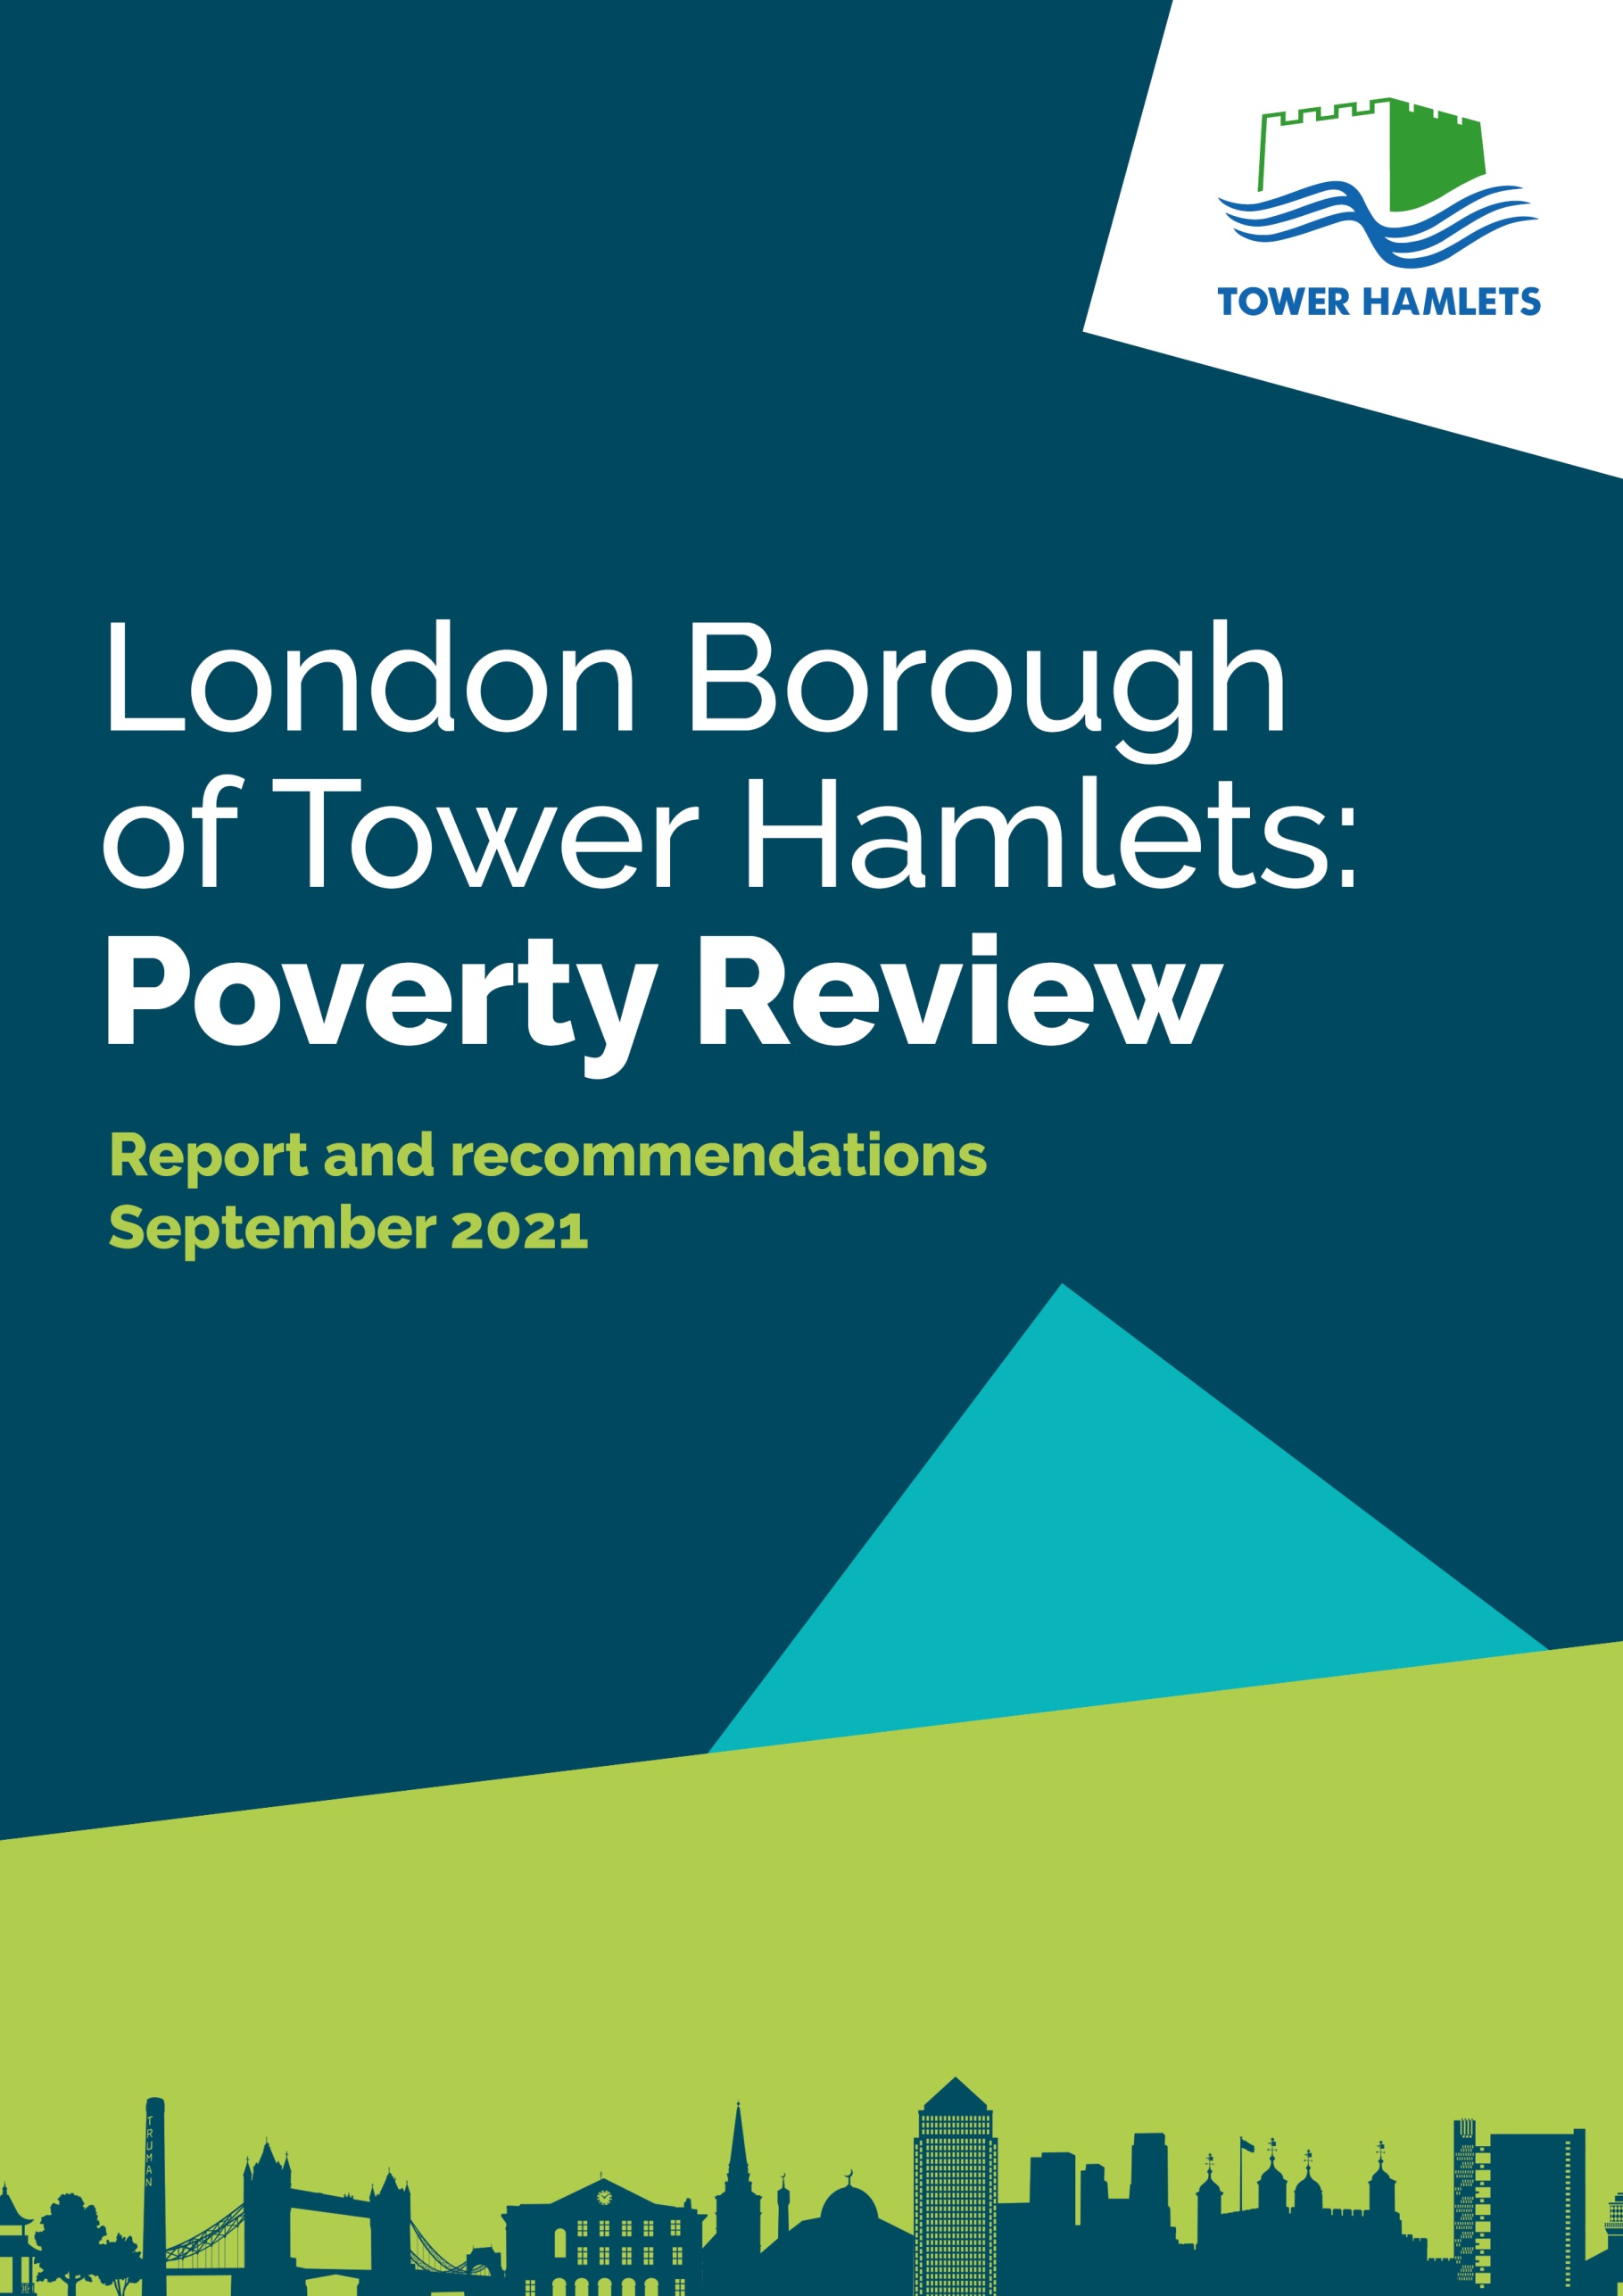 TOWER HAMLETS
London Borough
of Tower Hamlets:
Poverty Review
Report and recommendations
September 2021
TRUMAN